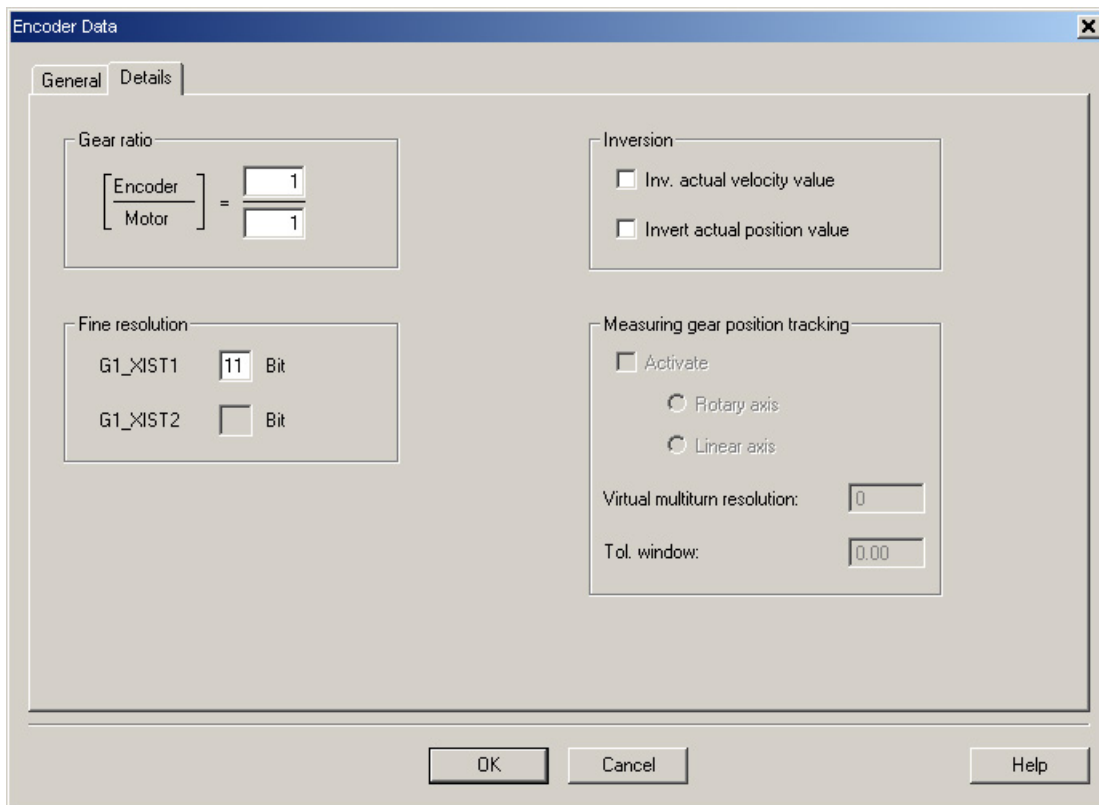 Encoder Data
General Details
Gear ratio
Encoder
Motor
=
1
1
Inversion
Inv. actual velocity value
Invert actual position value
Fine resolution
G1_XIST1 11 Bit
G1_XIST2 Bit
Measuring gear position tracking
Activate
Rotary axis
Linear axis
Virtual multiturn resolution: 0
Tol. window: 0.00
OK Cancel Help